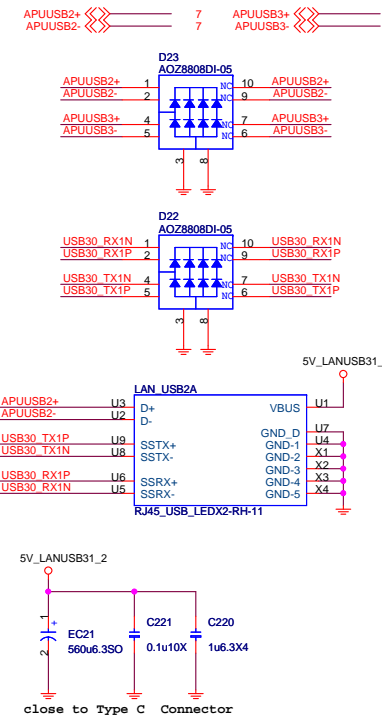 APUUSB2+ 7 APUUSB3+
APUUSB2- 7 APUUSB3-
D23
AOZ8808DI-05
APUUSB2+ 1 NC 10 APUUSB2+
APUUSB2- 2 NC 9 APUUSB2-
APUUSB3+ 4 NC 7 APUUSB3+
APUUSB3- 5 NC 6 APUUSB3-
3 8
D22
AOZ8808DI-05
USB30_RX1N 1 NC 10 USB30_RX1N
USB30_RX1P 2 NC 9 USB30_RX1P
USB30_TX1N 4 NC 7 USB30_TX1N
USB30_TX1P 5 NC 6 USB30_TX1P
3 8
5V_LANUSB31_
LAN_USB2A
APUUSB2+ U3 D+ VBUS U1
APUUSB2- U2 D-
GND_D U7
USB30_TX1P U9 SSTX+ GND-1 U4
USB30_TX1N U8 SSTX- GND-2 X1
GND-3 X2
USB30_RX1P U6 SSRX+ GND-4 X3
USB30_RX1N U5 SSRX- GND-5 X4
RJ45_USB_LEDX2-RH-11
5V_LANUSB31_2
1 + EC21 C221 C220
2 560u6.3SO 0.1u10X 1u6.3X4
close to Type C Connector